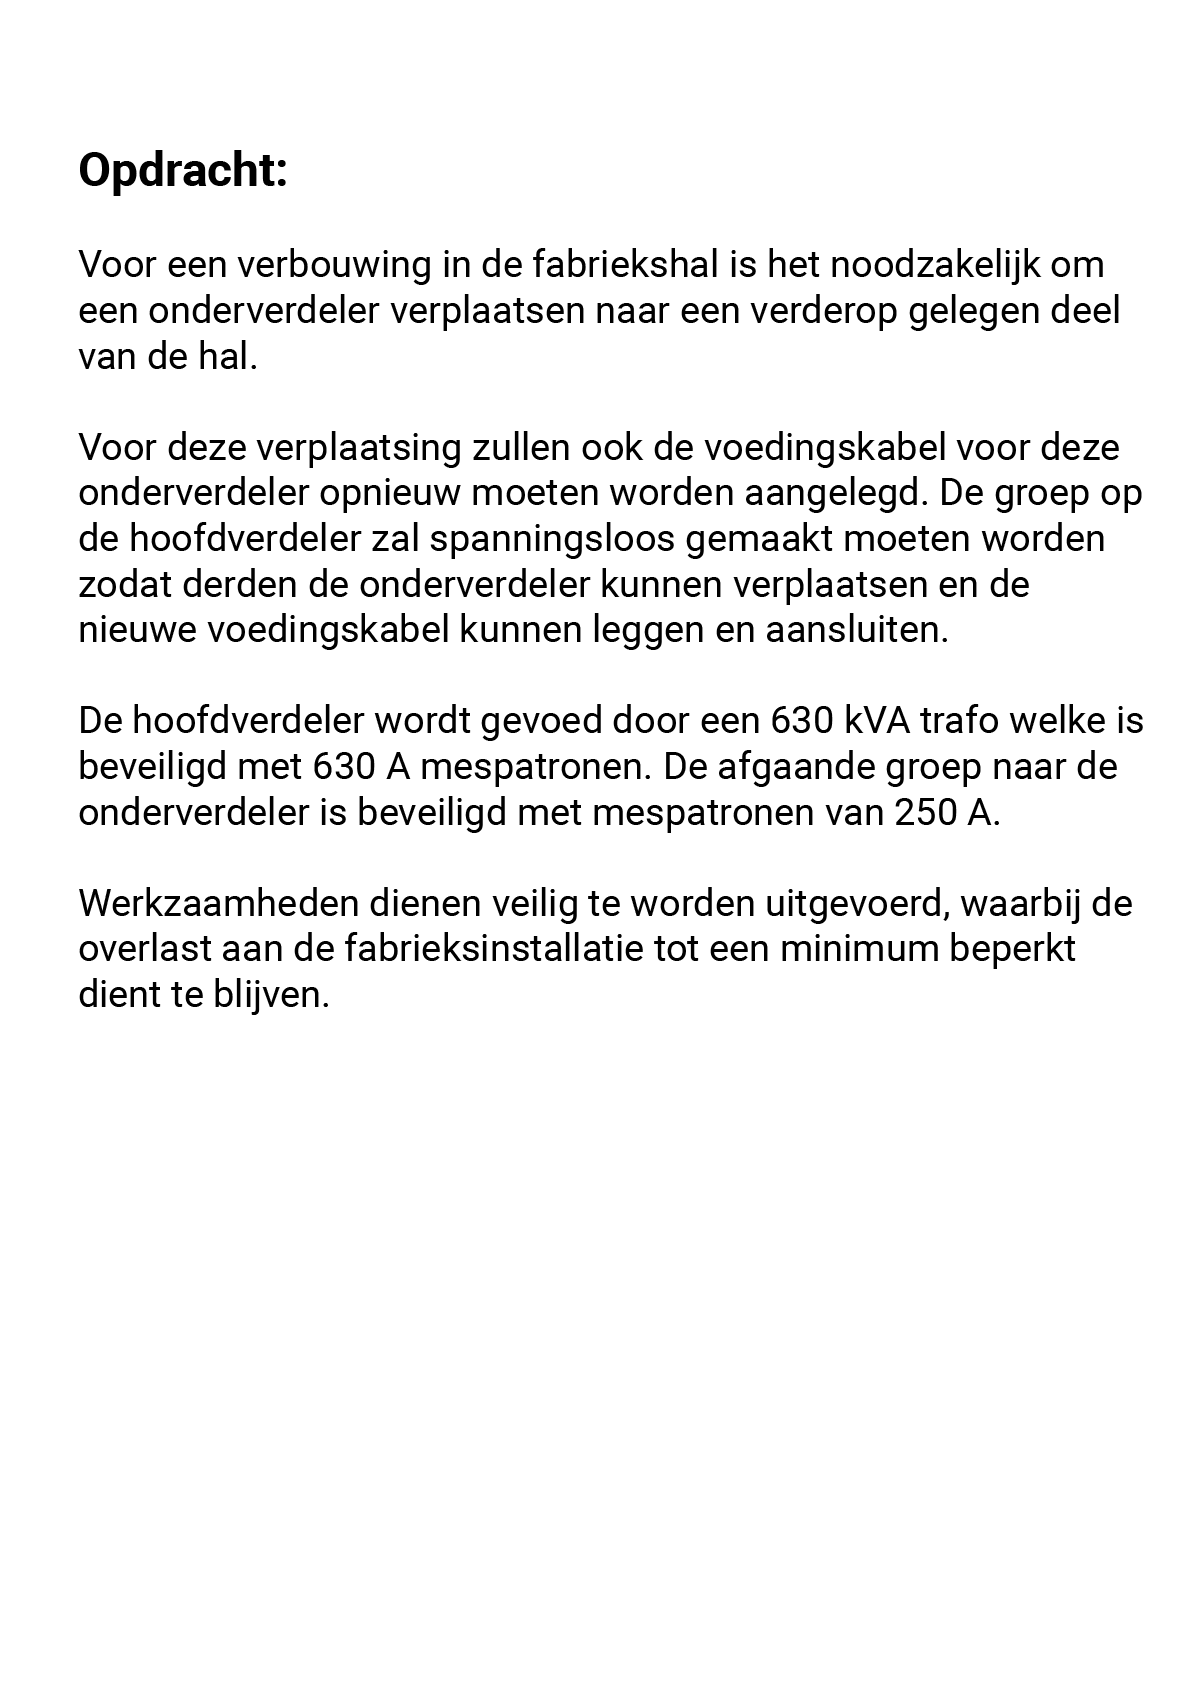 Opdracht:
Voor een verbouwing in de fabriekshal is het noodzakelijk om
een onderverdeler verplaatsen naar een verderop gelegen deel
van de hal.
Voor deze verplaatsing zullen ook de voedingskabel voor deze
onderverdeler opnieuw moeten worden aangelegd. De groep op
de hoofdverdeler zal spanningsloos gemaakt moeten worden
zodat derden de onderverdeler kunnen verplaatsen en de
nieuwe voedingskabel kunnen leggen en aansluiten.
De hoofdverdeler wordt gevoed door een 630 kVA trafo welke is
beveiligd met 630 A mespatronen. De afgaande groep naar de
onderverdeler is beveiligd met mespatronen van 250 A.
Werkzaamheden dienen veilig te worden uitgevoerd, waarbij de
overlast aan de fabrieksinstallatie tot een minimum beperkt
dient te blijven.